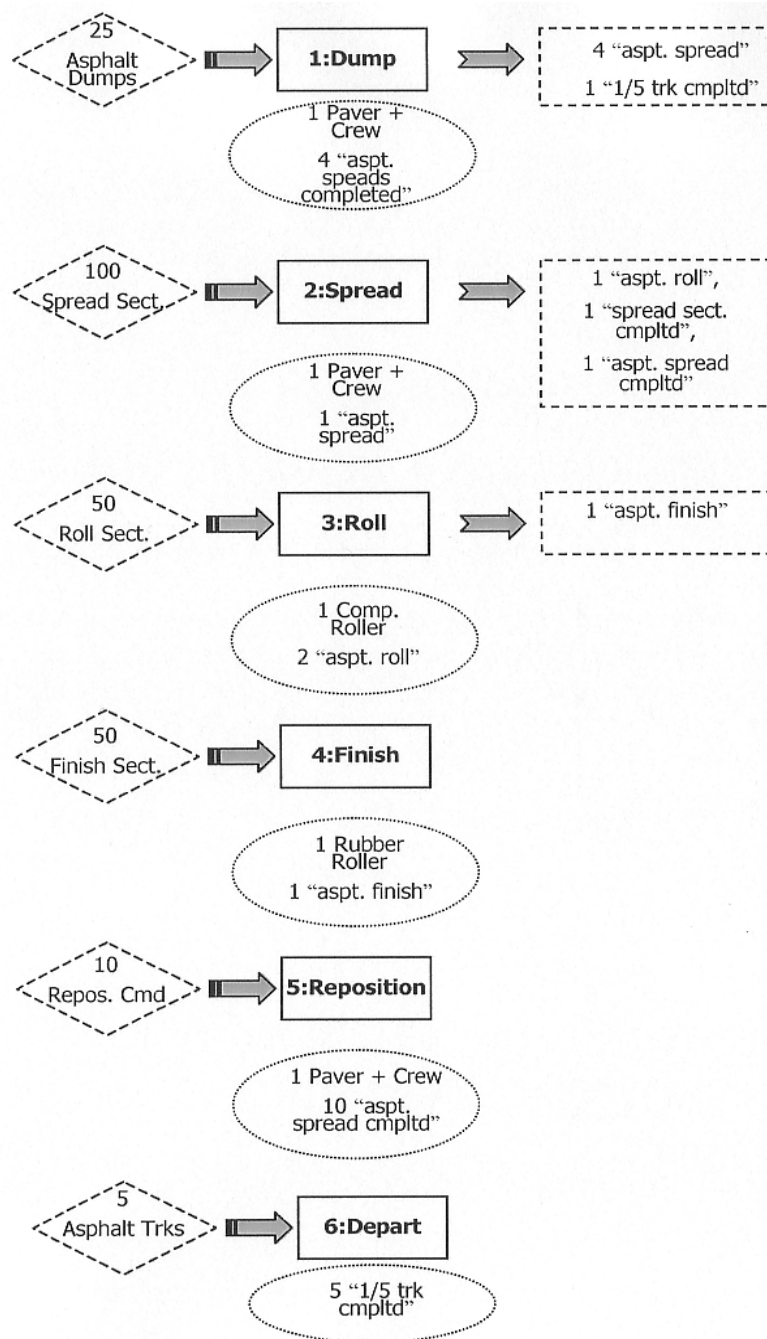 25
Asphalt
Dumps
1:Dump
4 “aspt. spread”
1 “1/5 trk cmpltd”
1 Paver +
Crew
4 “aspt.
speads
completed”
100
Spread Sect.
2:Spread
1 “aspt. roll”,
1 “spread sect.
cmpltd”,
1 “aspt. spread
cmpltd”
1 Paver +
Crew
1 “aspt.
spread”
50
Roll Sect.
3:Roll
1 “aspt. finish”
1 Comp.
Roller
2 “aspt. roll”
50
Finish Sect.
4:Finish
1 Rubber
Roller
1 “aspt. finish”
10
Repos. Cmd
5:Reposition
1 Paver + Crew
10 “aspt.
spread cmpltd”
5
Asphalt Trks
6:Depart
5 “1/5 trk
cmpltd”